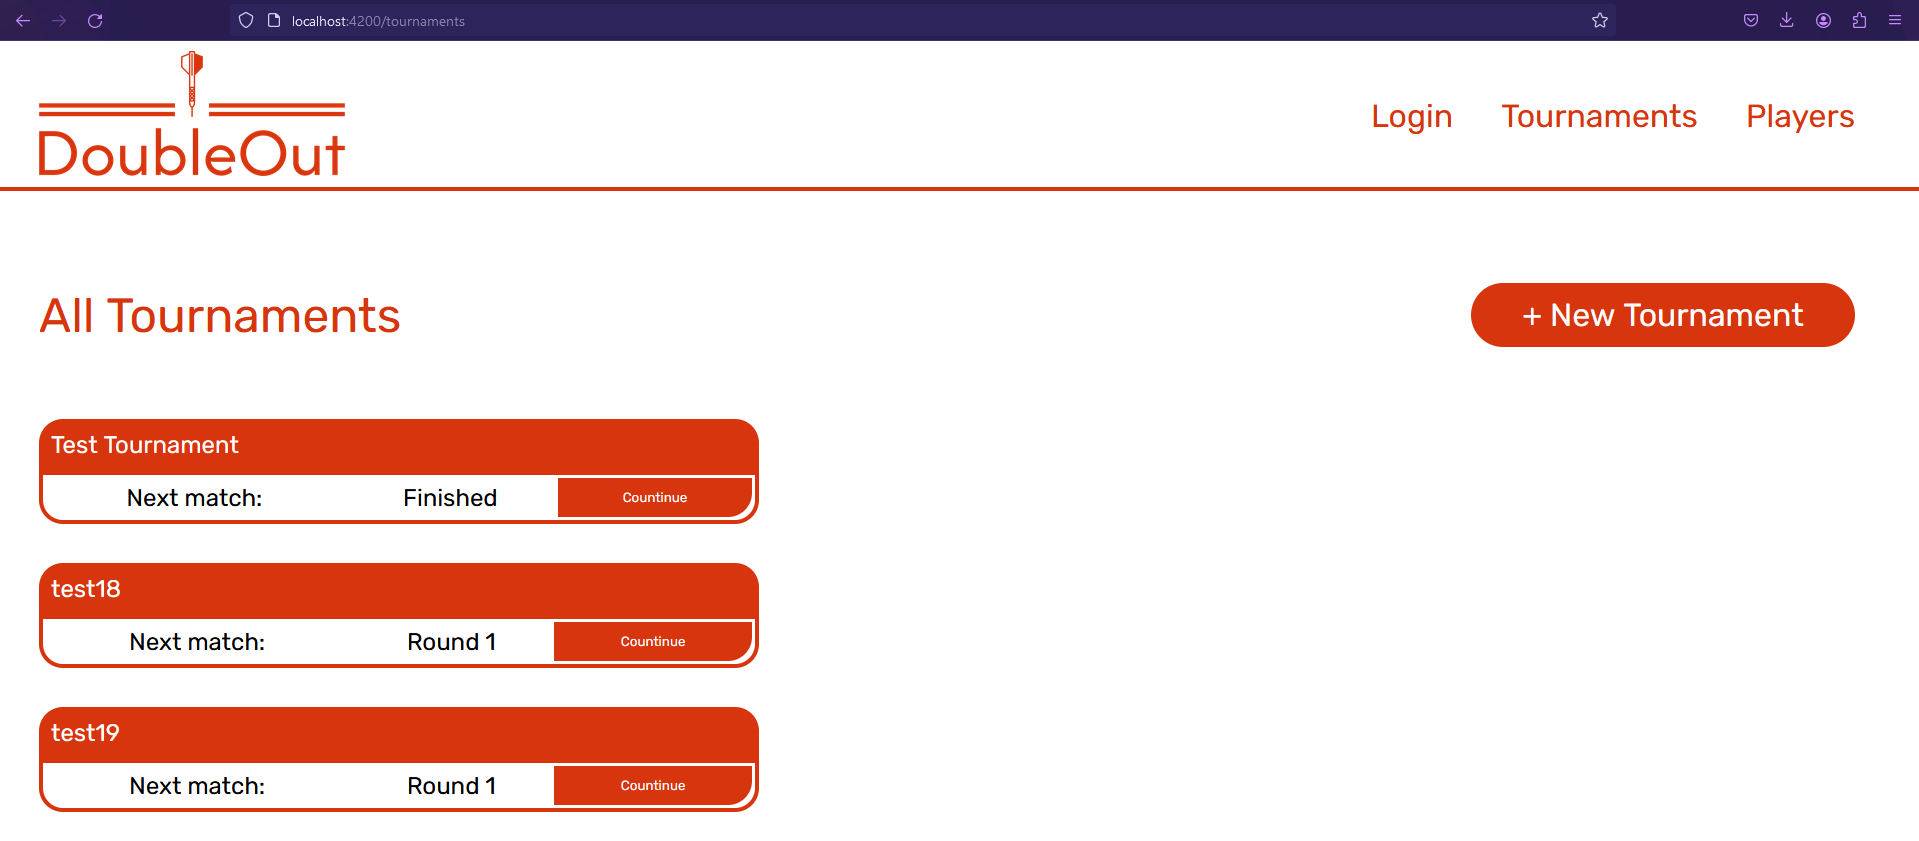 localhost:4200/tournaments
DoubleOut
Login Tournaments Players
All Tournaments
+ New Tournament
Test Tournament
Next match: Finished Countinue
test18
Next match: Round 1 Countinue
test19
Next match: Round 1 Countinue